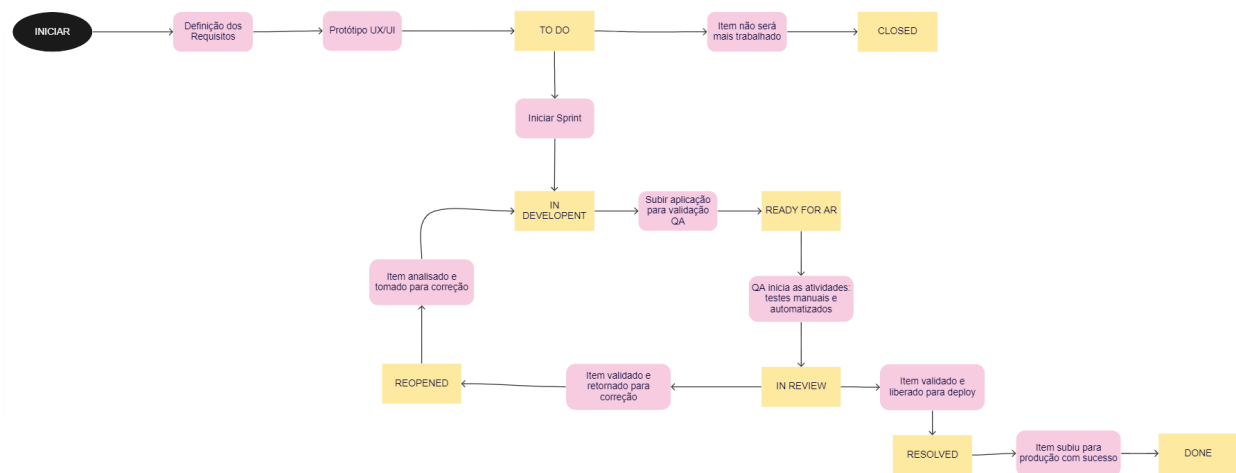 INICIAR
Definição dos
Requisitos
Protótipo UX/UI
TO DO
Item não será
mais trabalhado
CLOSED
Iniciar Sprint
IN
DEVELOPENT
Subir aplicação
para validação
QA
READY FOR AR
Item analisado e
tomado para correção
QA inicia as atividades:
testes manuais e
automatizados
REOPENED
Item validado e
retornado para
correção
IN REVIEW
Item validado e
liberado para deploy
RESOLVED
Item subiu para
produção com sucesso
DONE